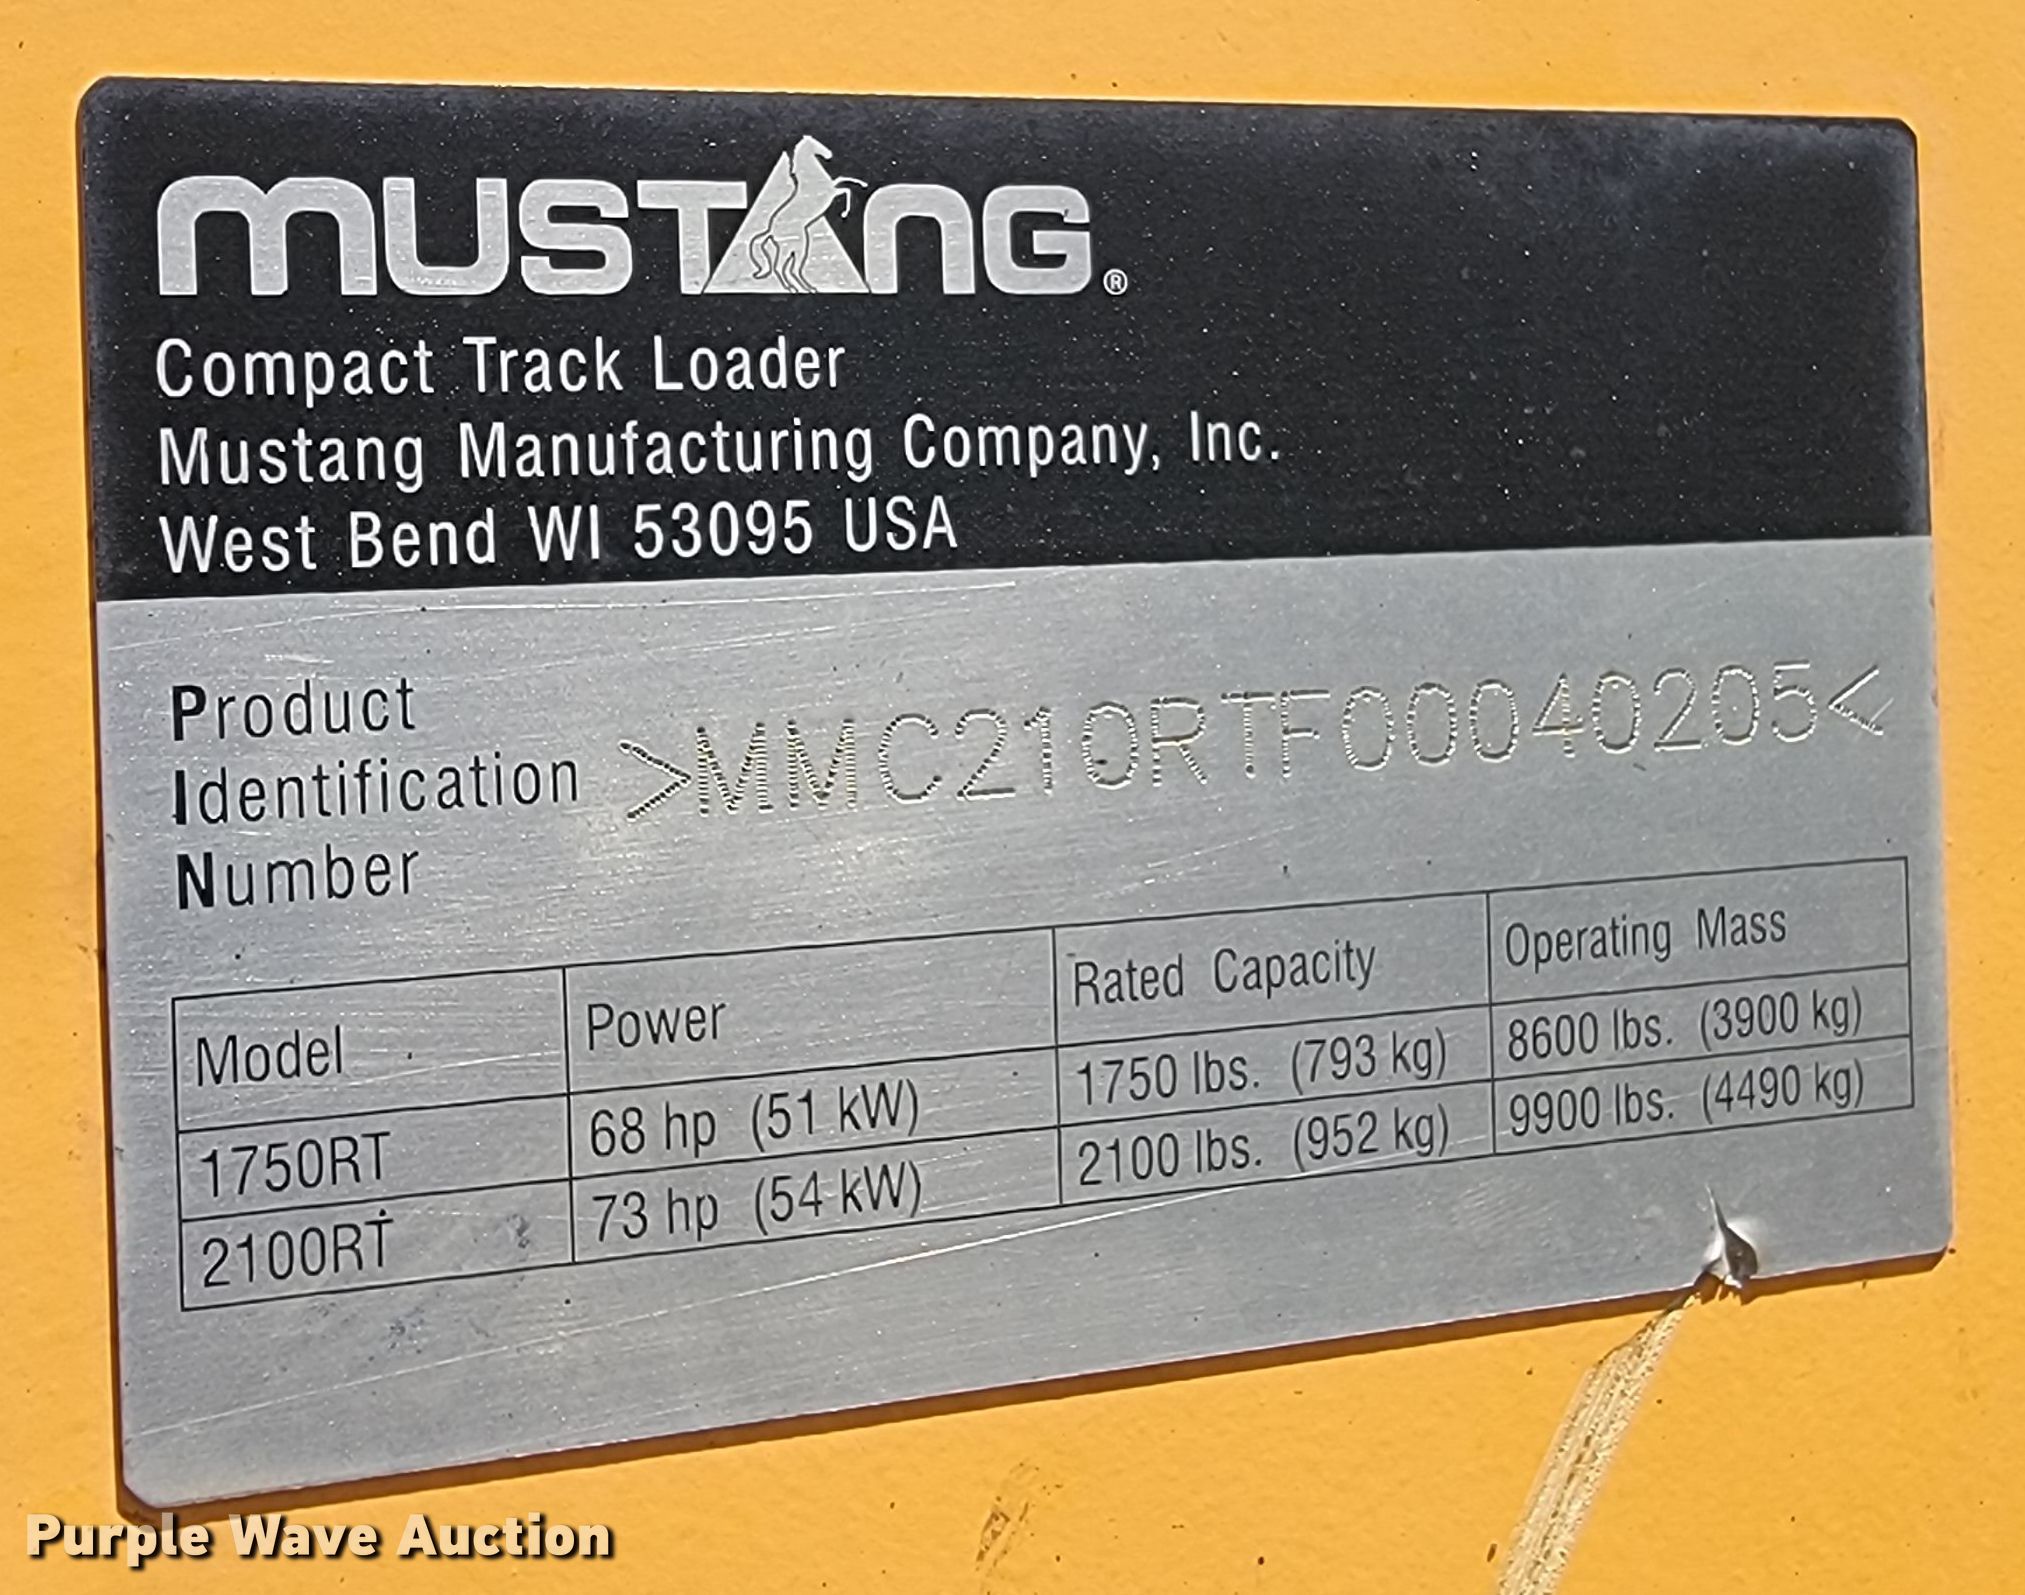 MUSTANG®
Compact Track Loader
Mustang Manufacturing Company, Inc.
West Bend WI 53095 USA
Product
Identification >MMC210RTF00040205<
Number
Model Power Rated Capacity Operating Mass
1750RT 68 hp (51 kW) 1750 lbs. (793 kg) 8600 lbs. (3900 kg)
2100RT 73 hp (54 kW) 2100 lbs. (952 kg) 9900 lbs. (4490 kg)
Purple Wave Auction